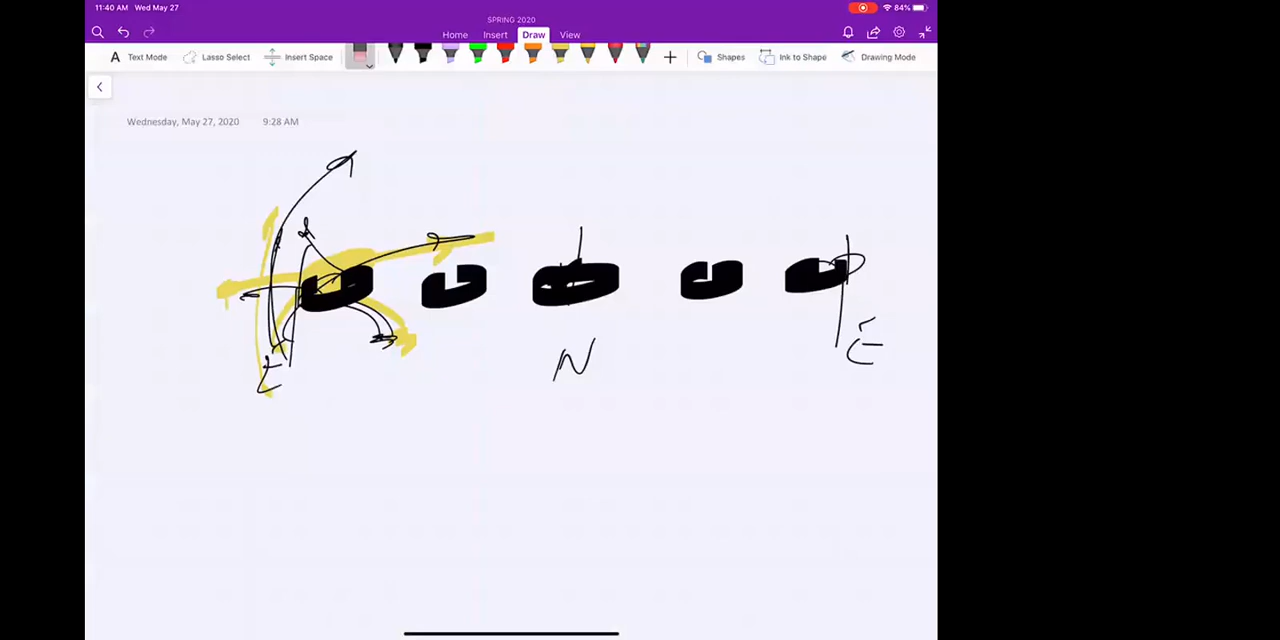 11:40 AM Wed May 27
84%
SPRING 2020
Home Insert Draw View
Text Mode Lasso Select Insert Space Shapes Ink to Shape Drawing Mode
Wednesday, May 27, 2020 9:28 AM
E
N
E